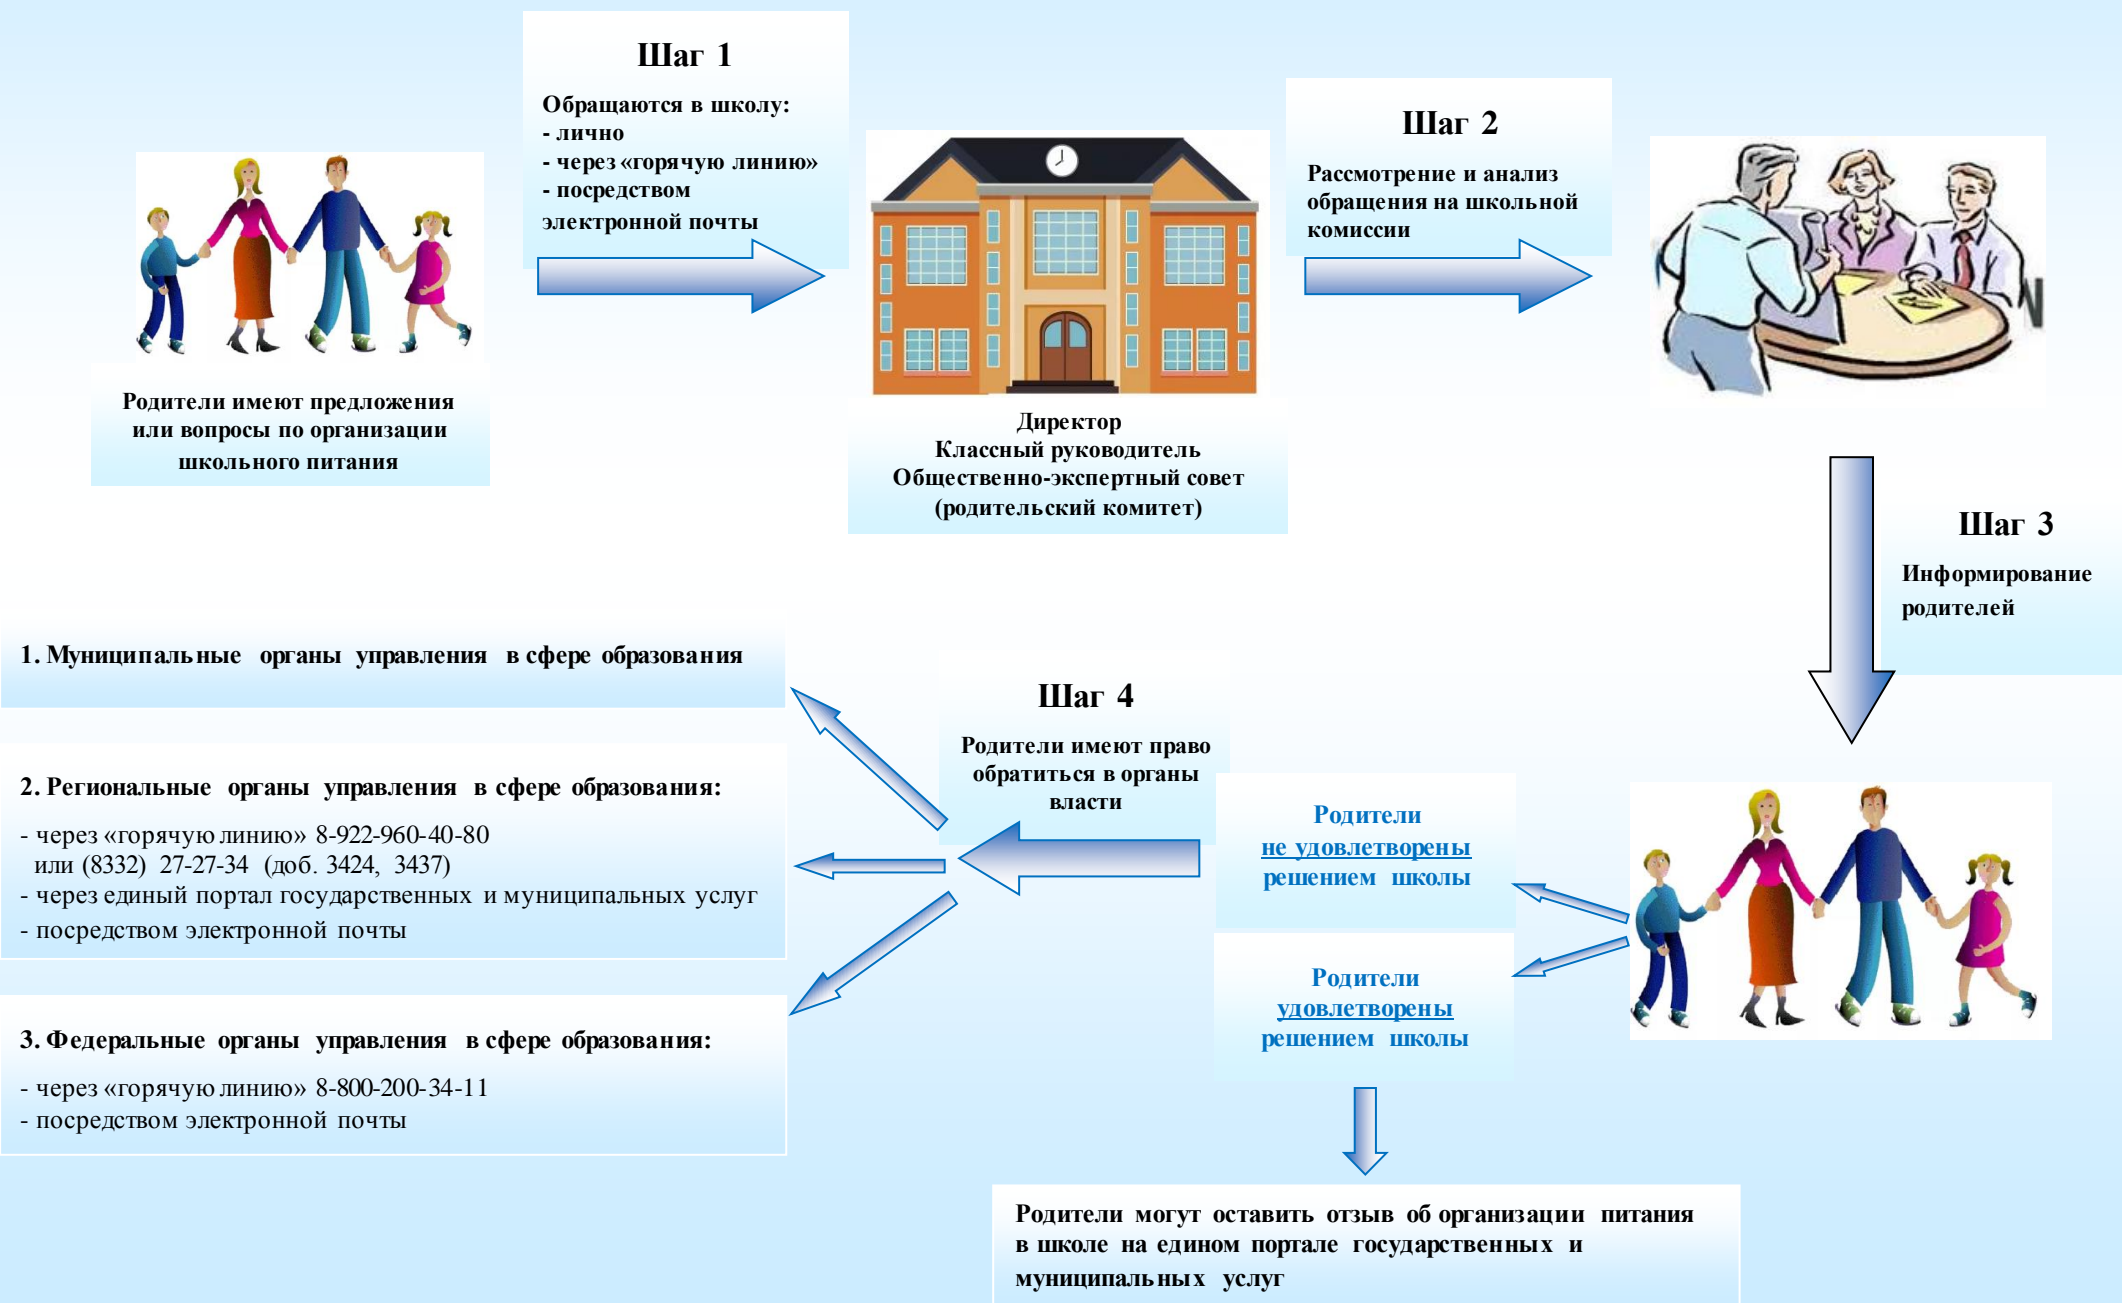 Шаг 1
Обращаются в школу:
- лично
- через «горячую линию»
- посредством
электронной почты
Родители имеют предложения
или вопросы по организации
школьного питания
Директор
Классный руководитель
Общественно-экспертный совет
(родительский комитет)
Шаг 2
Рассмотрение и анализ
обращения на школьной
комиссии
Шаг 3
Информирование
родителей
Родители
не удовлетворены
решением школы
Родители
удовлетворены
решением школы
Шаг 4
Родители имеют право
обратиться в органы
власти
1. Муниципальные органы управления в сфере образования
2. Региональные органы управления в сфере образования:
- через «горячую линию» 8-922-960-40-80
или (8332) 27-27-34 (доб. 3424, 3437)
- через единый портал государственных и муниципальных услуг
- посредством электронной почты
3. Федеральные органы управления в сфере образования:
- через «горячую линию» 8-800-200-34-11
- посредством электронной почты
Родители могут оставить отзыв об организации питания
в школе на едином портале государственных и
муниципальных услуг